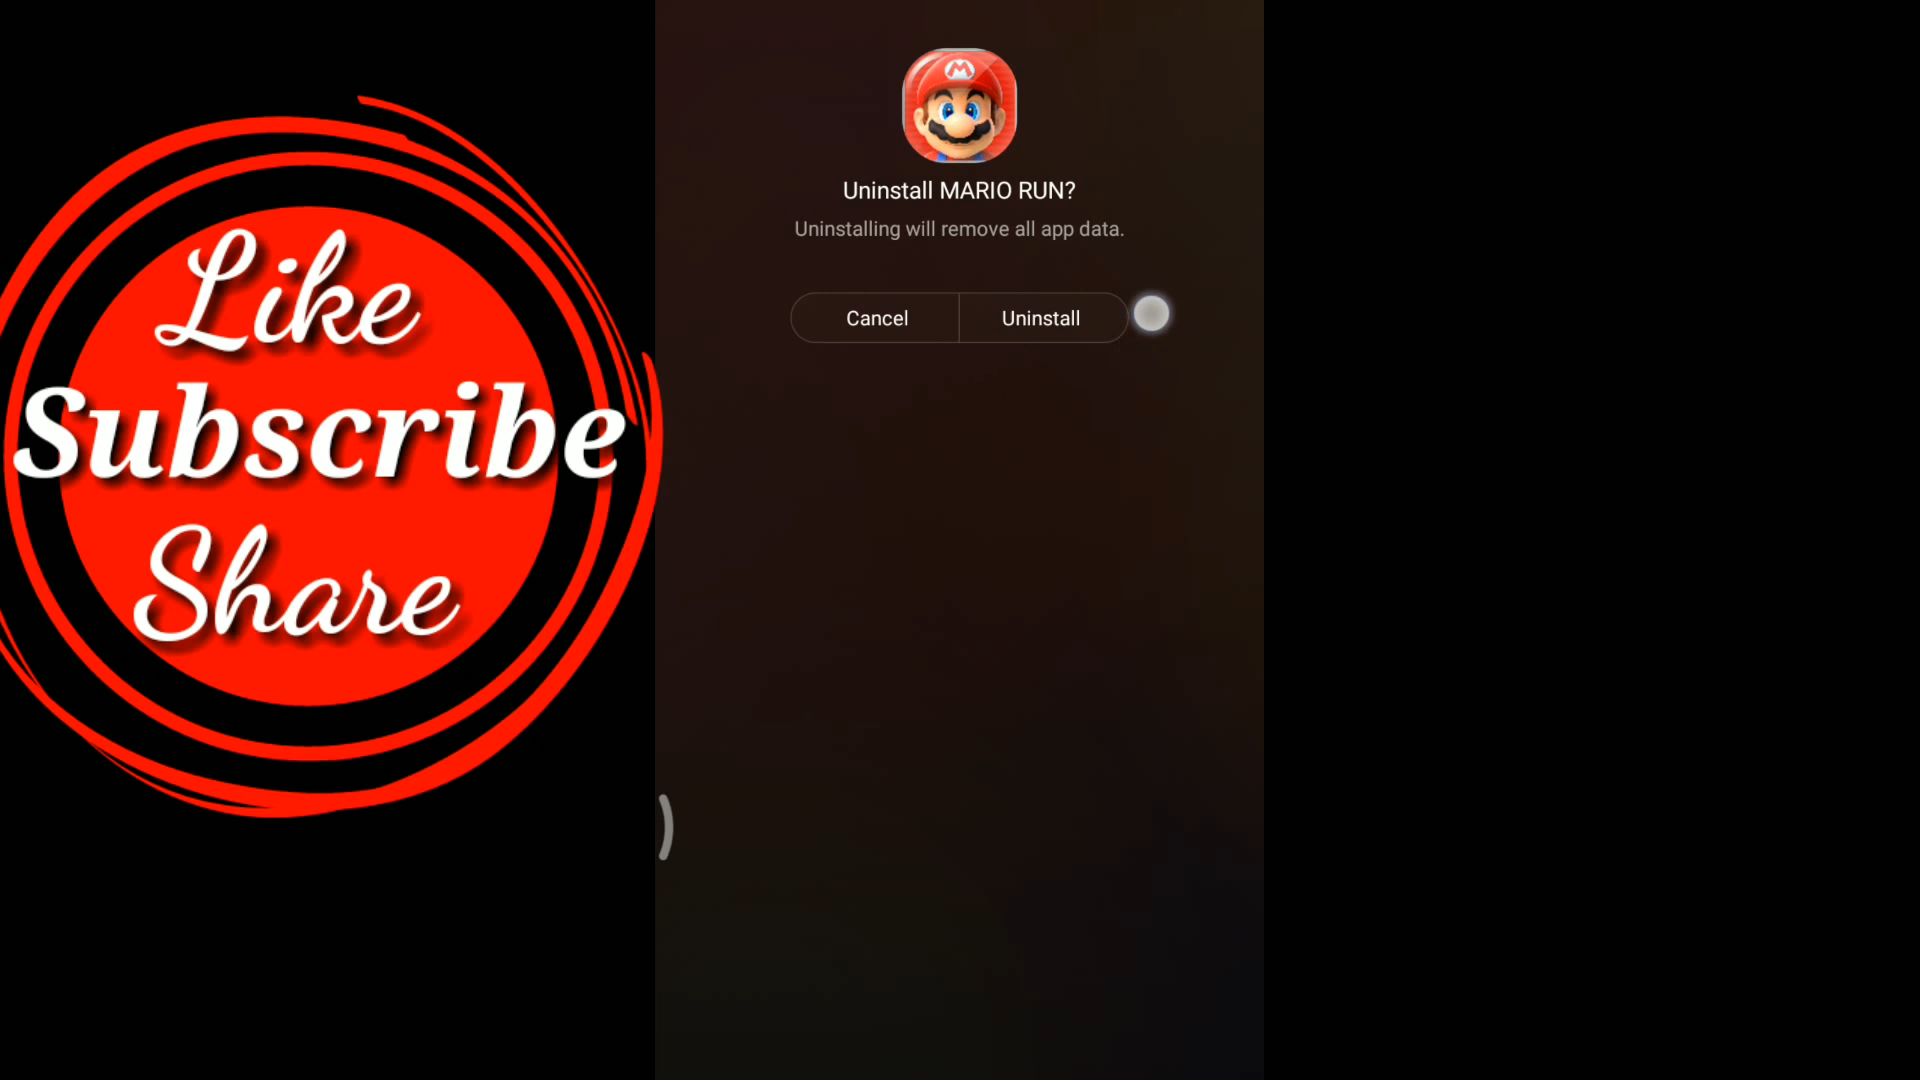 Like
Subscribe
Share
M
Uninstall MARIO RUN?
Uninstalling will remove all app data.
Cancel
Uninstall